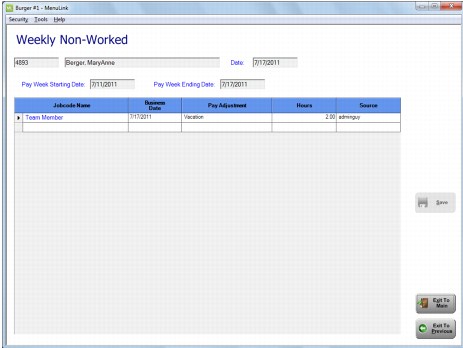 Burger #1 - MenuLink
Security Tools Help
Weekly Non-Worked
4893 Berger, MaryAnne Date: 7/17/2011
Pay Week Starting Date: 7/11/2011 Pay Week Ending Date: 7/17/2011
Jobcode Name Business Date Pay Adjustment Hours Source
Team Member 7/17/2011 Vacation 2.00 adminguy
Save
Exit To Main
Exit To Previous